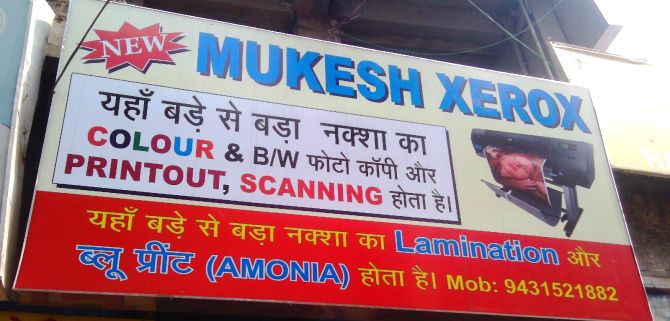 NEW
MUKESH XEROX
यहाँ बड़े से बड़ा नक्शा का
COLOUR & B/W फोटो कॉपी और
PRINTOUT, SCANNING होता है।
यहाँ बड़े से बड़ा नक्शा का Lamination और
ब्लू प्रींट (AMONIA) होता है। Mob: 9431521882